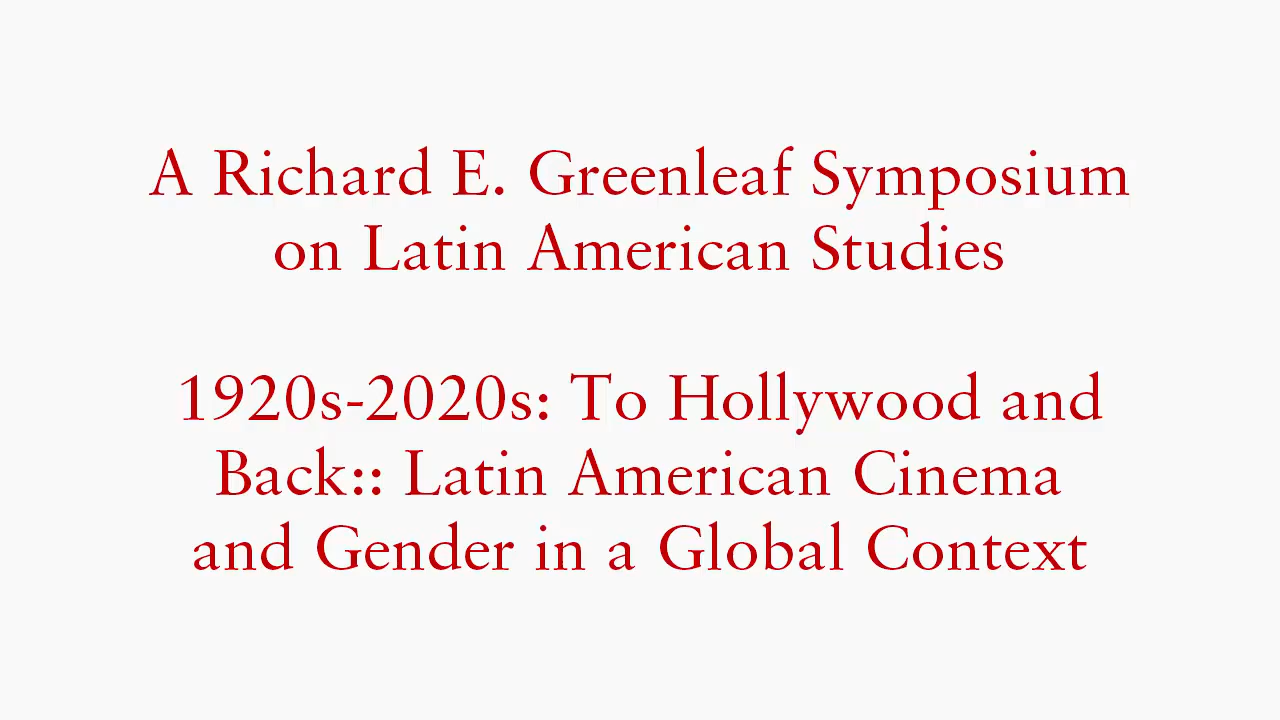 A Richard E. Greenleaf Symposium
on Latin American Studies
1920s-2020s: To Hollywood and
Back:: Latin American Cinema
and Gender in a Global Context